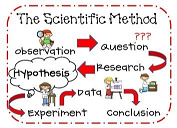 The Scientific Method
???
Observation
Question
Hypothesis
Research
Data
Experiment
Conclusion